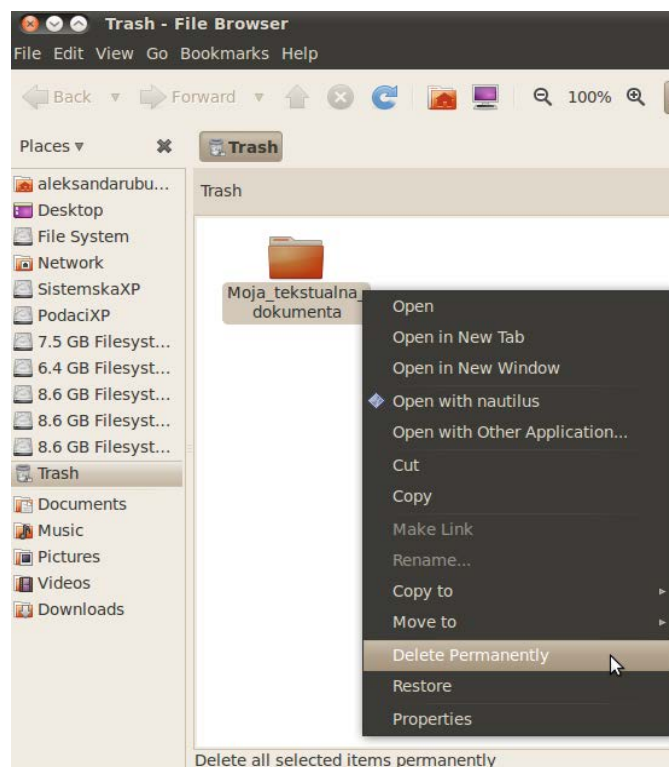 Trash - File Browser
File Edit View Go Bookmarks Help
Back Forward 100%
Places
Trash
aleksandarubu...
Desktop
File System
Network
SistemskaXP
PodaciXP
7.5 GB Filesyst...
6.4 GB Filesyst...
8.6 GB Filesyst...
8.6 GB Filesyst...
8.6 GB Filesyst...
Trash
Documents
Music
Pictures
Videos
Downloads
Trash
Moja_tekstualna_
dokumenta
Open
Open in New Tab
Open in New Window
Open with nautilus
Open with Other Application...
Cut
Copy
Make Link
Rename...
Copy to
Move to
Delete Permanently
Restore
Properties
Delete all selected items permanently